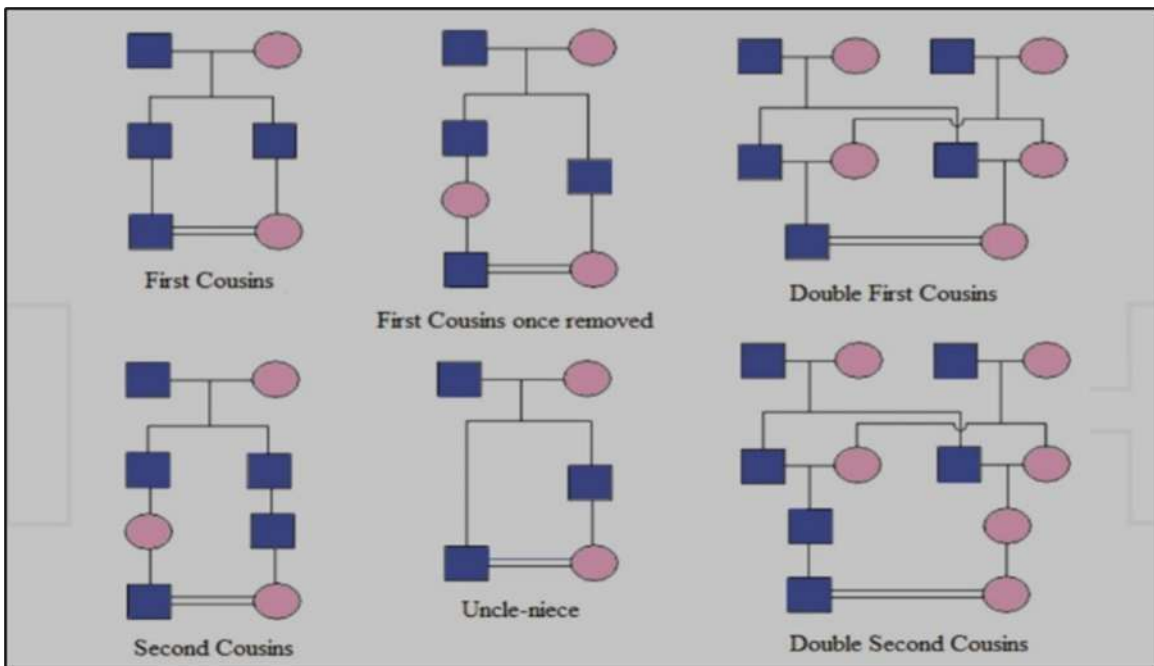 First Cousins
First Cousins once removed
Double First Cousins
Second Cousins
Uncle-niece
Double Second Cousins